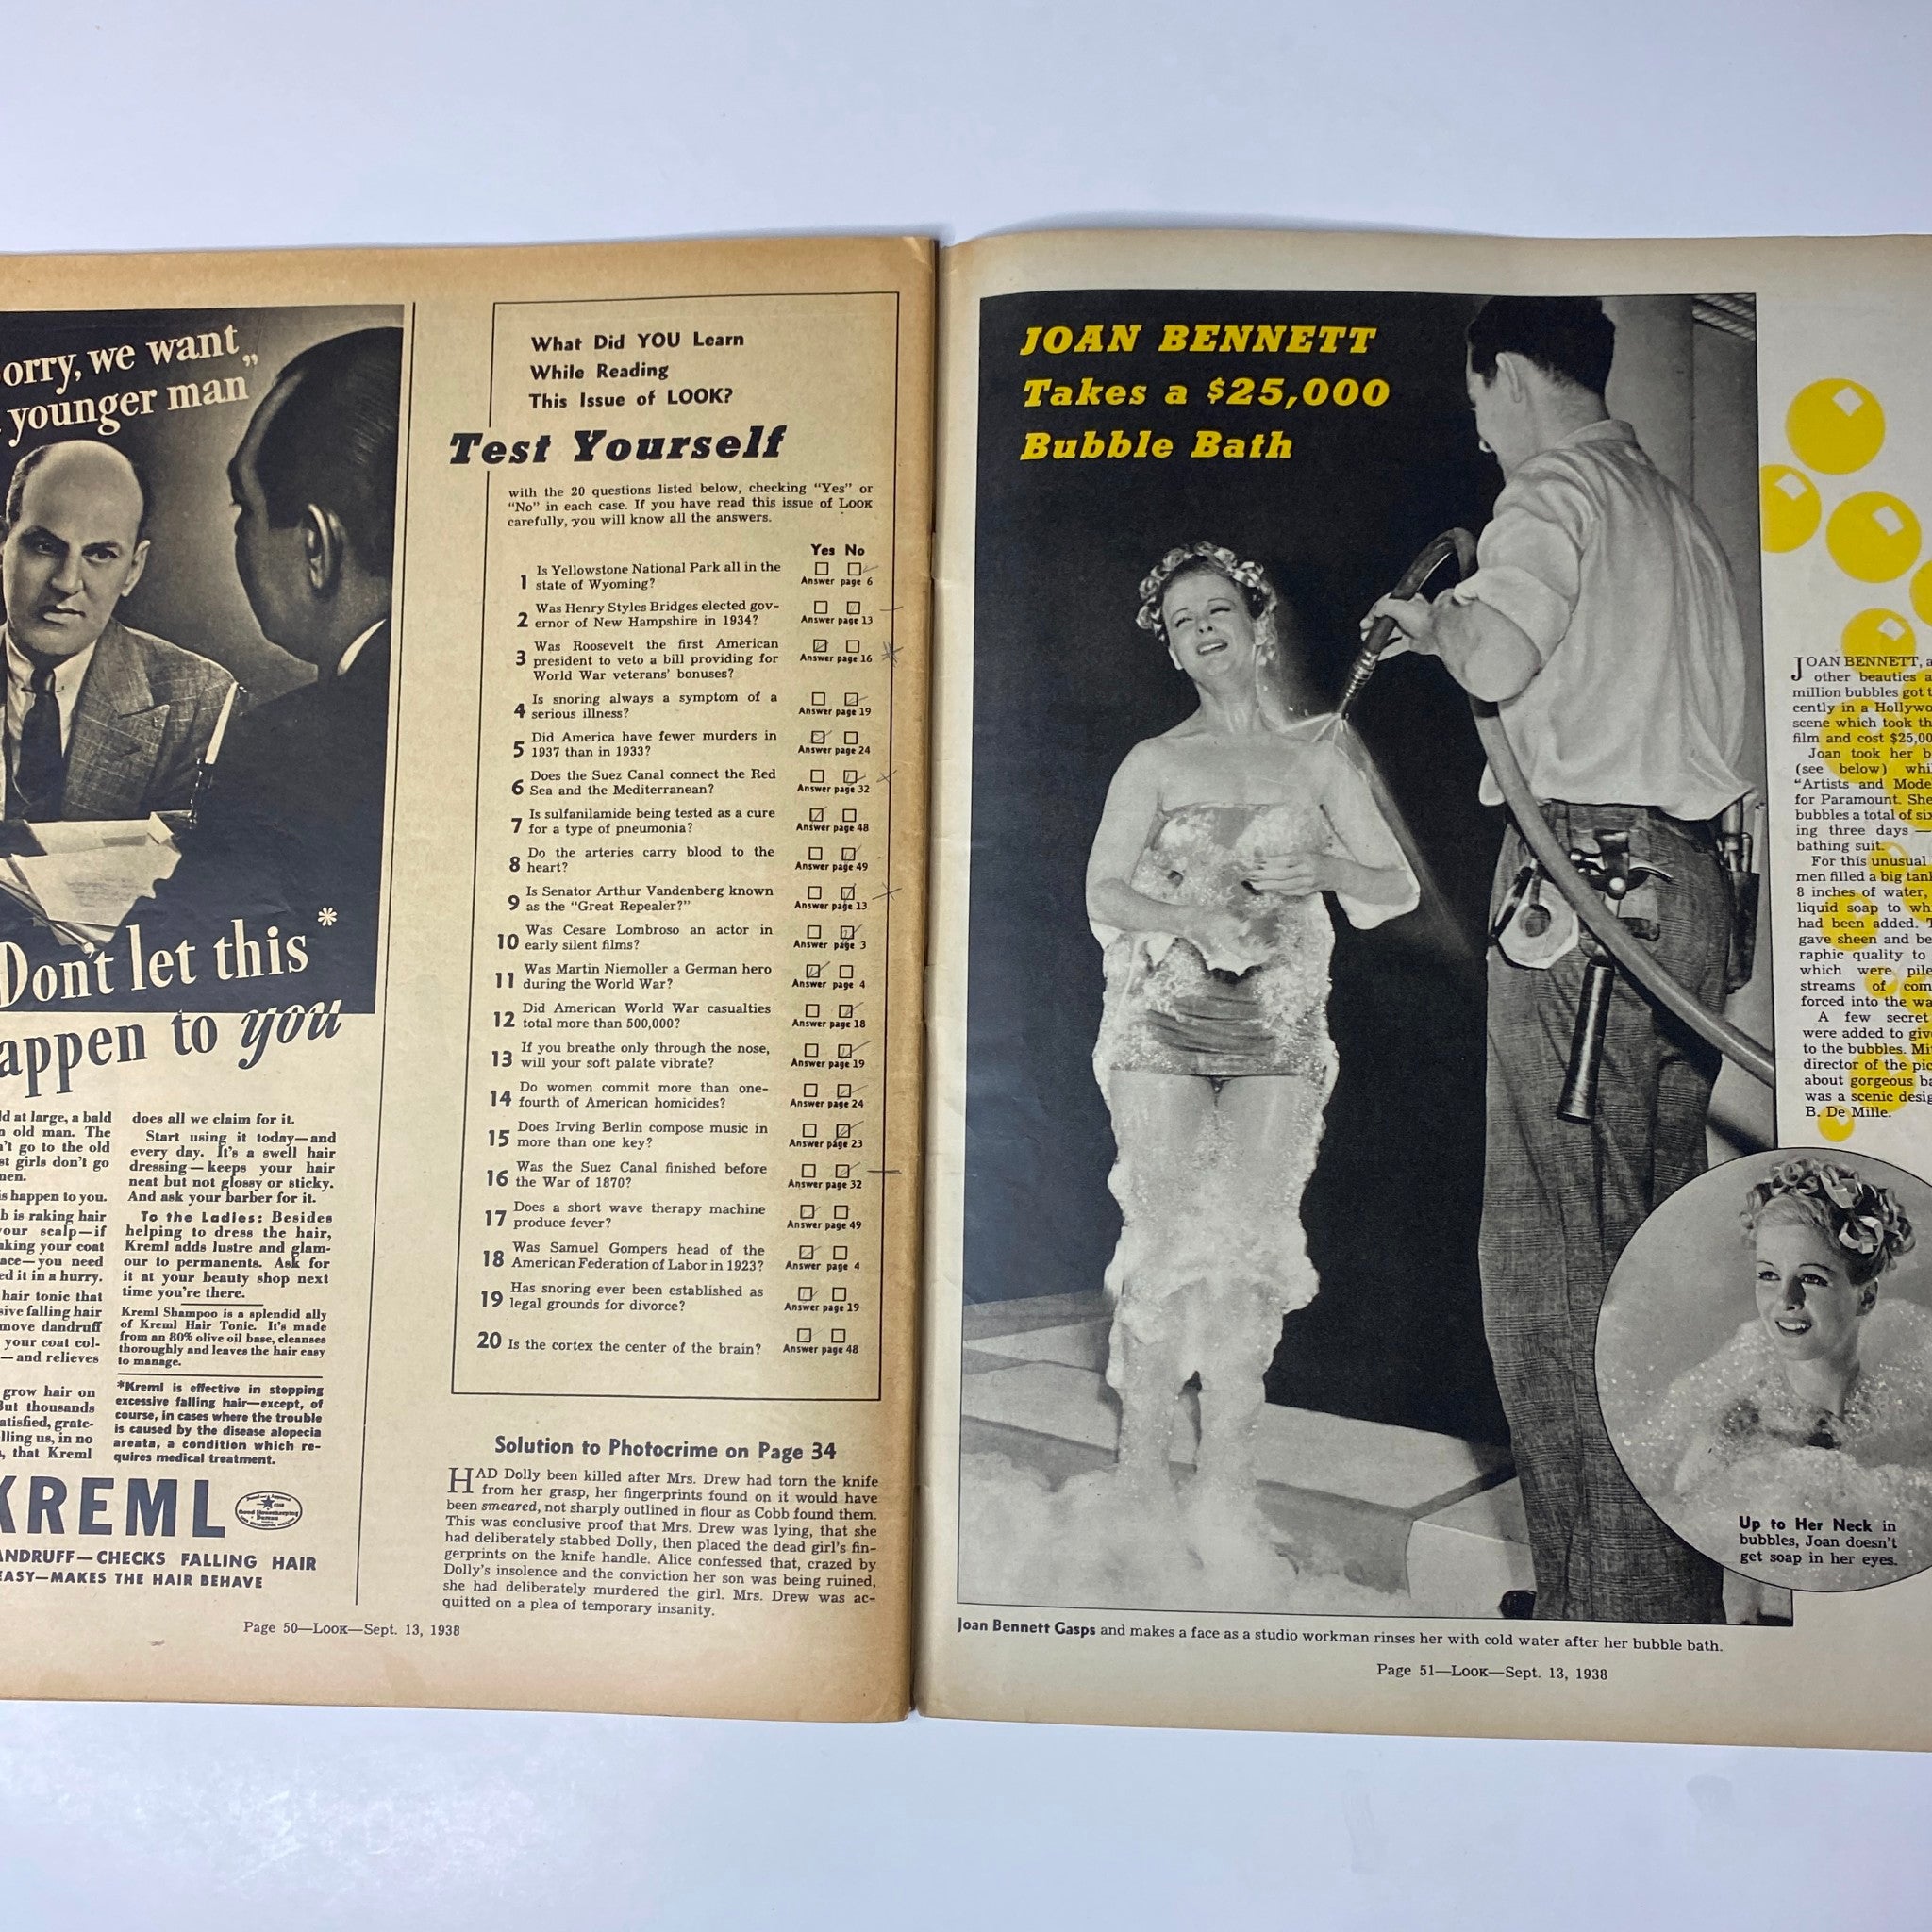 orry, we want„
younger man
Don't let this*
appen to you
ld at large, a bald
old man. The
't go to the old
st girls don't go
men.
is happen to you.
b is raking hair
your scalp—if
aking your coat
ace—you need
ed it in a hurry.
hair tonic that
sive falling hair
move dandruff
your coat col-
—and relieves
grow hair on
But thousands
atisfied, grate-
lling us, in no
, that Kreml
does all we claim for it.
Start using it today—and
every day. It's a swell hair
dressing—keeps your hair
neat but not glossy or sticky.
And ask your barber for it.
To the Ladies: Besides
helping to dress the hair,
Kreml adds lustre and glam-
our to permanents. Ask for
it at your beauty shop next
time you're there.
Kreml Shampoo is a splendid ally
of Kreml Hair Tonic. It's made
from an 80% olive oil base, cleanses
thoroughly and leaves the hair easy
to manage.
*Kreml is effective in stopping
excessive falling hair—except, of
course, in cases where the trouble
is caused by the disease alopecia
areata, a condition which re-
quires medical treatment.
KREML
ANDRUFF—CHECKS FALLING HAIR
EASY—MAKES THE HAIR BEHAVE
Page 50—LOOK—Sept. 13, 1938
What Did YOU Learn
While Reading
This Issue of LOOK?
Test Yourself
with the 20 questions listed below, checking "Yes" or
"No" in each case. If you have read this issue of LOOK
carefully, you will know all the answers.
Yes No
1 Is Yellowstone National Park all in the
state of Wyoming?
Answer page 6
2 Was Henry Styles Bridges elected gov-
ernor of New Hampshire in 1934?
Answer page 13
3 Was Roosevelt the first American
president to veto a bill providing for
World War veterans' bonuses?
Answer page 16
4 Is snoring always a symptom of a
serious illness?
Answer page 19
5 Did America have fewer murders in
1937 than in 1933?
Answer page 24
6 Does the Suez Canal connect the Red
Sea and the Mediterranean?
Answer page 32
7 Is sulfanilamide being tested as a cure
for a type of pneumonia?
Answer page 48
8 Do the arteries carry blood to the
heart?
Answer page 49
9 Is Senator Arthur Vandenberg known
as the "Great Repealer?"
Answer page 13
10 Was Cesare Lombroso an actor in
early silent films?
Answer page 3
11 Was Martin Niemoller a German hero
during the World War?
Answer page 4
12 Did American World War casualties
total more than 500,000?
Answer page 18
13 If you breathe only through the nose,
will your soft palate vibrate?
Answer page 19
14 Do women commit more than one-
fourth of American homicides?
Answer page 24
15 Does Irving Berlin compose music in
more than one key?
Answer page 23
16 Was the Suez Canal finished before
the War of 1870?
Answer page 32
17 Does a short wave therapy machine
produce fever?
Answer page 49
18 Was Samuel Gompers head of the
American Federation of Labor in 1923?
Answer page 4
19 Has snoring ever been established as
legal grounds for divorce?
Answer page 19
20 Is the cortex the center of the brain?
Answer page 48
Solution to Photocrime on Page 34
HAD Dolly been killed after Mrs. Drew had torn the knife
from her grasp, her fingerprints found on it would have
been smeared, not sharply outlined in flour as Cobb found them.
This was conclusive proof that Mrs. Drew was lying, that she
had deliberately stabbed Dolly, then placed the dead girl's fin-
gerprints on the knife handle. Alice confessed that, crazed by
Dolly's insolence and the conviction her son was being ruined,
she had deliberately murdered the girl. Mrs. Drew was ac-
quitted on a plea of temporary insanity.
JOAN BENNETT
Takes a $25,000
Bubble Bath
JOAN BENNETT, a
other beauties a
million bubbles got t
cently in a Hollywo
scene which took th
film and cost $25,00
Joan took her b
(see below) whi
"Artists and Mode
for Paramount. She
bubbles a total of six
ing three days —
bathing suit.
For this unusual
men filled a big tank
8 inches of water,
liquid soap to wh
had been added. T
gave sheen and be
raphic quality to
which were pile
streams of com
forced into the wa
A few secret
were added to give
to the bubbles. Mit
director of the pic
about gorgeous ba
was a scenic desig
B. De Mille.
Up to Her Neck in
bubbles, Joan doesn't
get soap in her eyes.
Joan Bennett Gasps and makes a face as a studio workman rinses her with cold water after her bubble bath.
Page 51—LOOK—Sept. 13, 1938